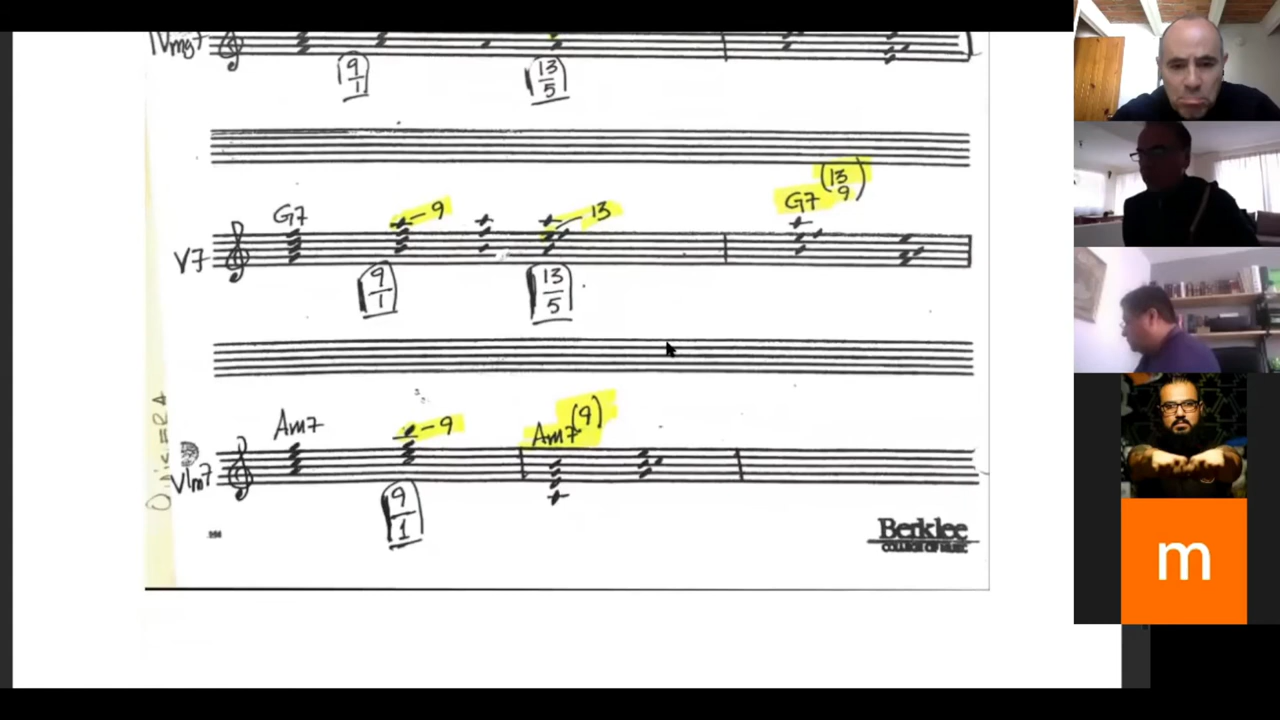 IVmaj7
9
1
13
5
G7
-9
13
G7(13 9)
V7
9
1
13
5
Am7
-9
Am7(9)
VIm7
9
1
Berklee
COLLEGE OF MUSIC
m